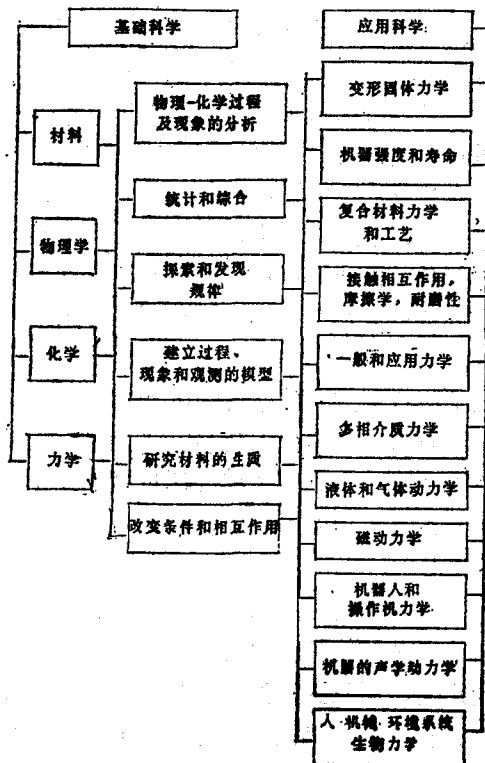 基础科学
材料
物理学
化学
力学
物理-化学过程
及现象的分析
统计和综合
探索和发现
规体
建立过程、
现象和观测的模型
研究材料的生质
改变条件和相互作用
应用科学
变形固体力学
机器强度和寿命
复合材料力学
和工艺
接触相互作用,
摩擦学,耐磨性
一般和应用力学
多相介质力学
液体和气体动力学
磁动力学
机器人和
操作机力学
机器的声学动力学
人·机械·环境系统
生物力学